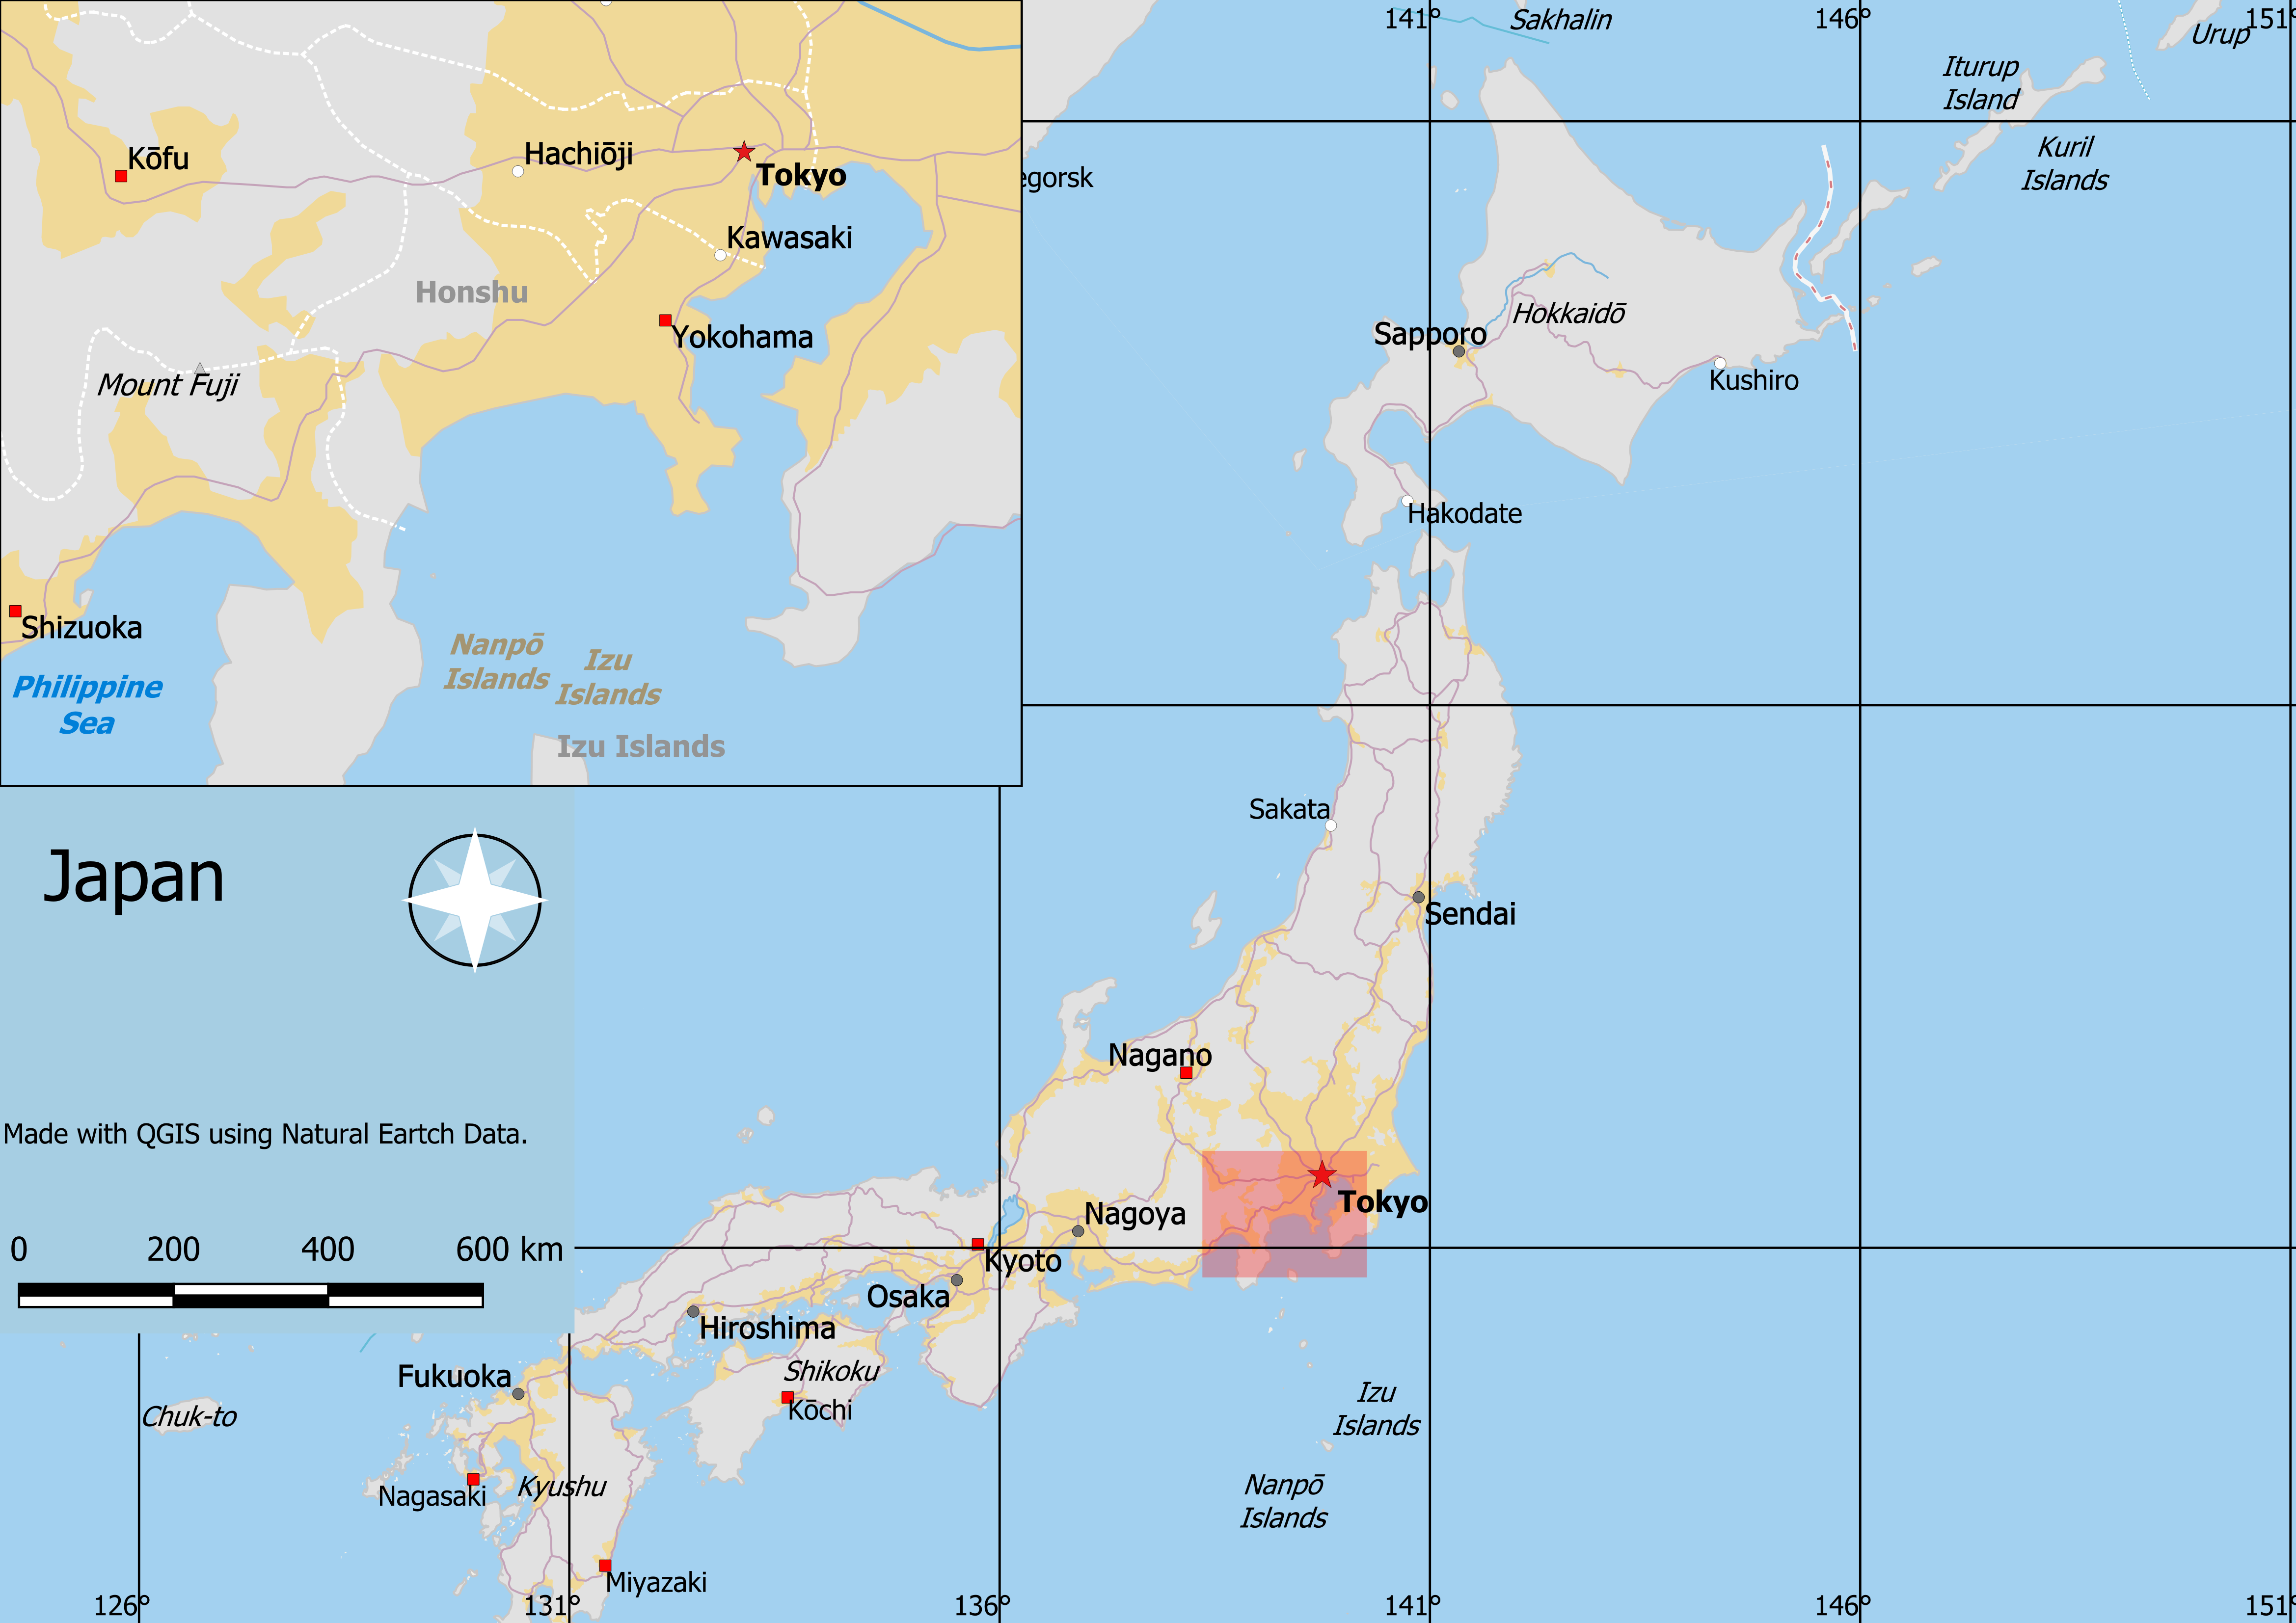 141°
Sakhalin
146°
151°
Urup
Iturup
Island
Kuril
Islands
egorsk
Kōfu
Hachiōji
Tokyo
Kawasaki
Honshu
Yokohama
Mount Fuji
Shizuoka
Nanpō
Islands
Izu
Islands
Philippine
Sea
Izu Islands
Hokkaidō
Sapporo
Kushiro
Hakodate
Sakata
Sendai
Japan
Nagano
Made with QGIS using Natural Eartch Data.
Tokyo
Nagoya
0 200 400 600 km
Kyoto
Osaka
Hiroshima
Shikoku
Fukuoka
Kōchi
Chuk-to
Izu
Islands
Nagasaki
Kyushu
Nanpō
Islands
Miyazaki
126°
131°
136°
141°
146°
151°